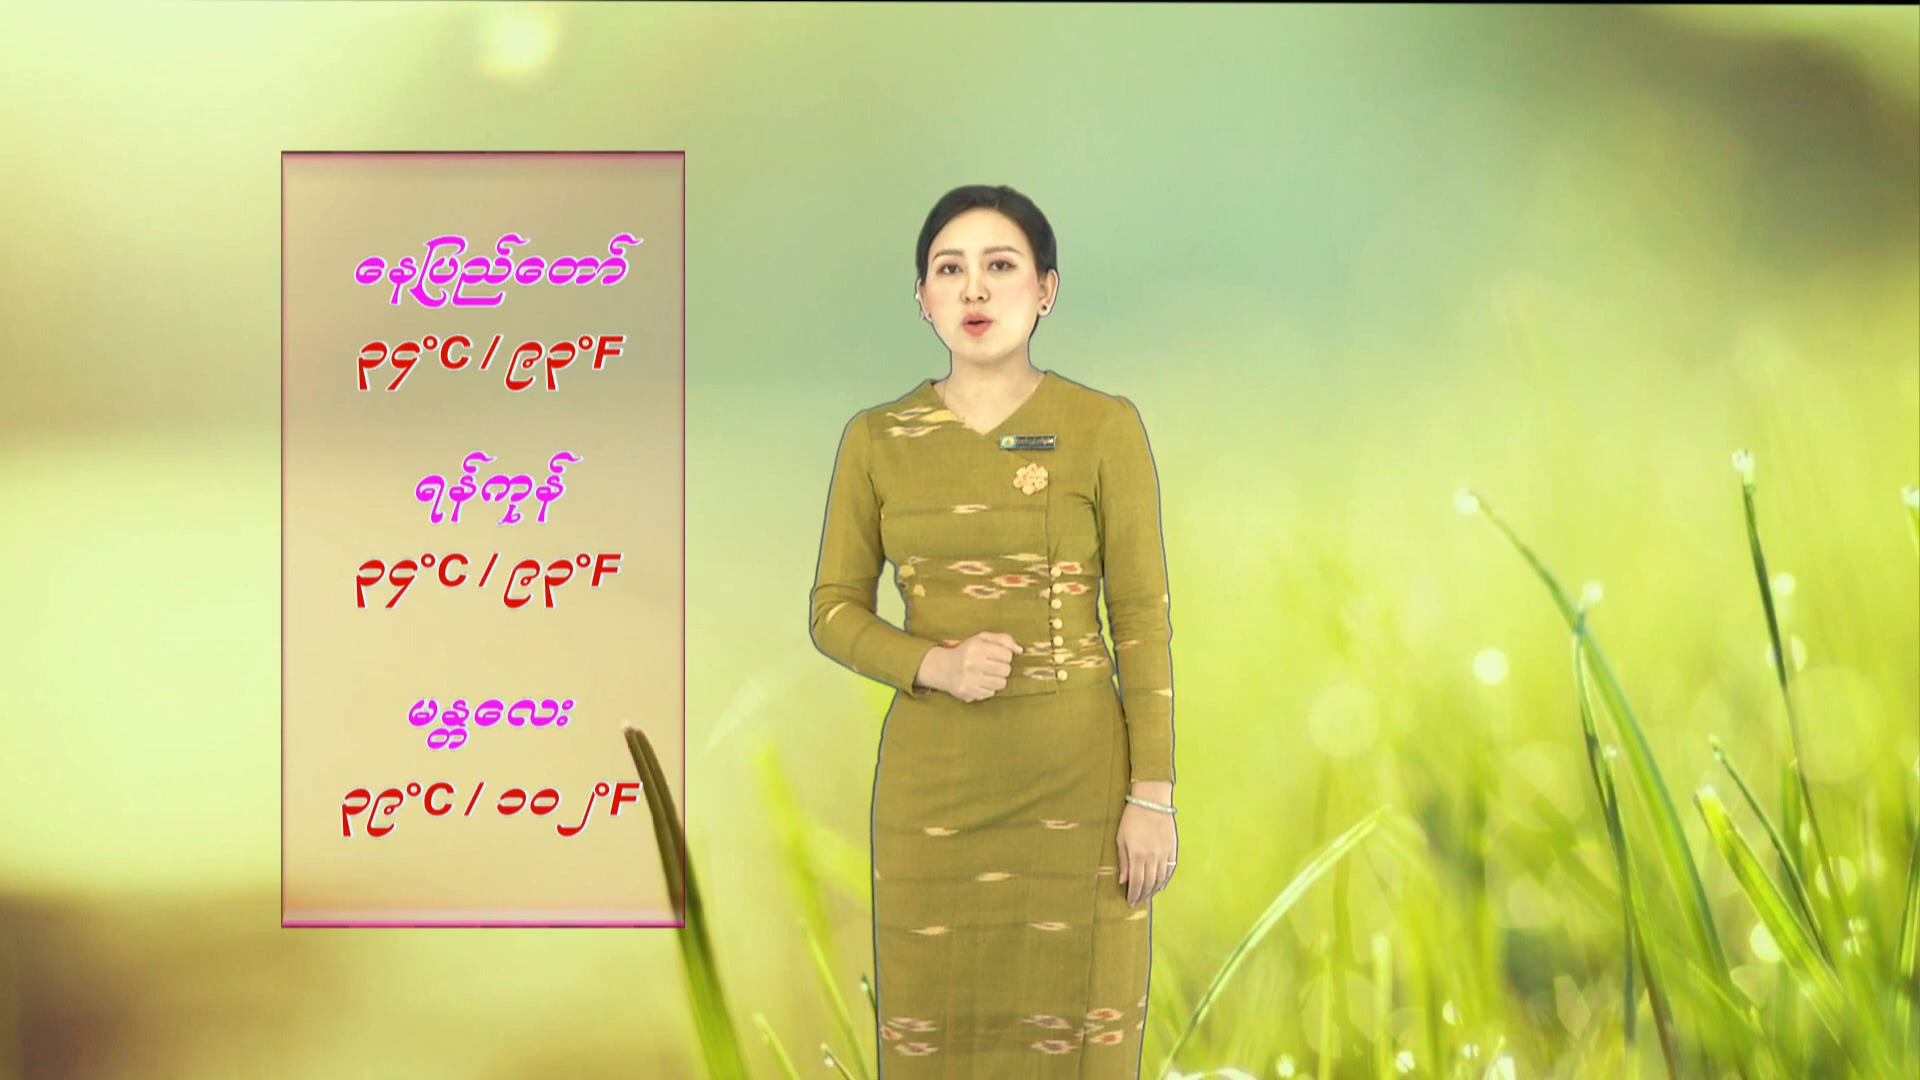 နေပြည်တော်
၃၄°C / ၉၃°F
ရန်ကုန်
၃၄°C / ၉၃°F
မန္တလေး
၃၉°C / ၁၀၂°F